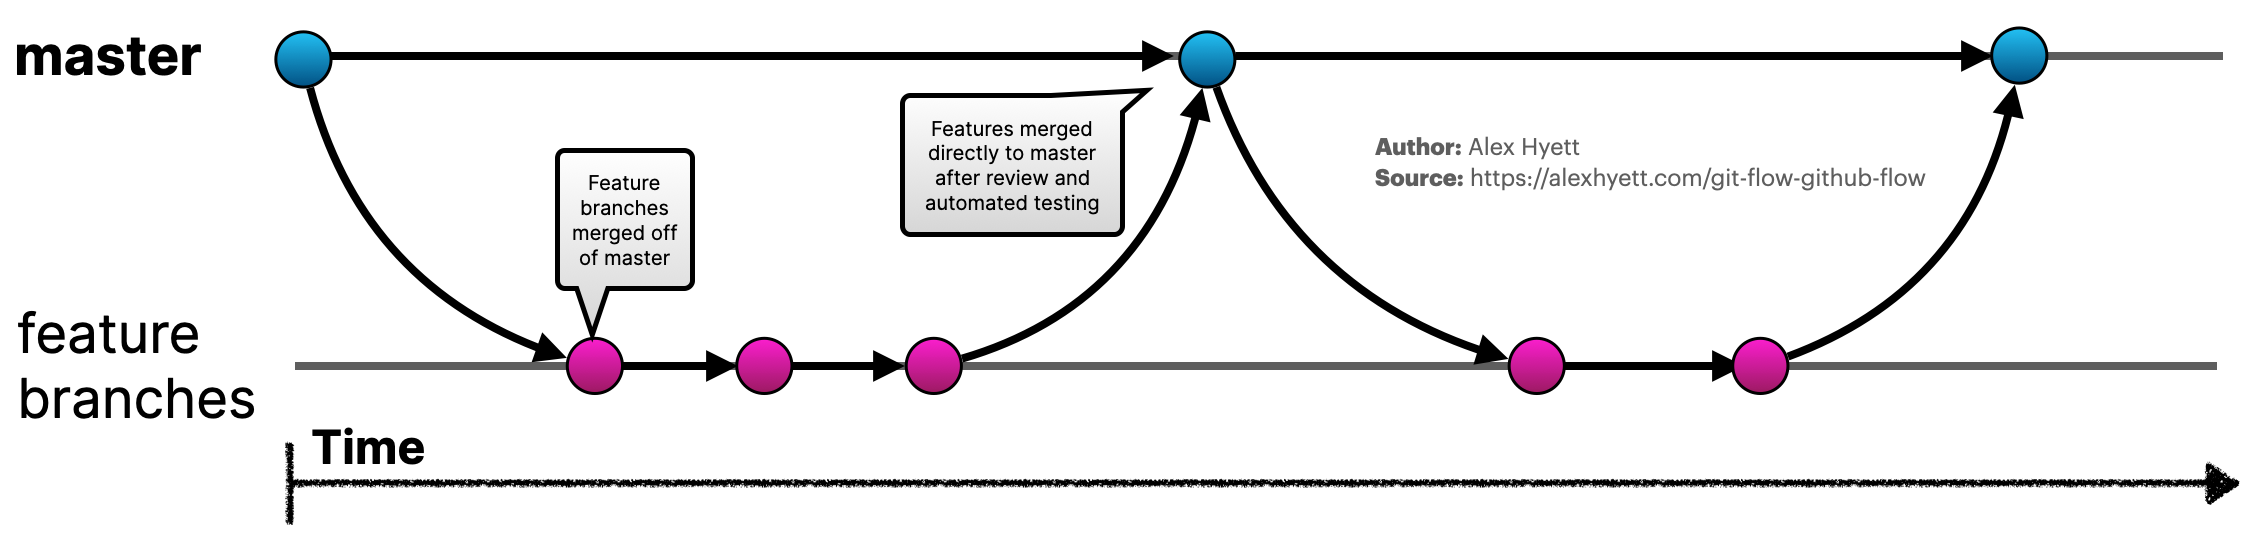 master
Feature
branches
merged off
of master
Features merged
directly to master
after review and
automated testing
Author: Alex Hyett
Source: https://alexhyett.com/git-flow-github-flow
feature
branches
Time